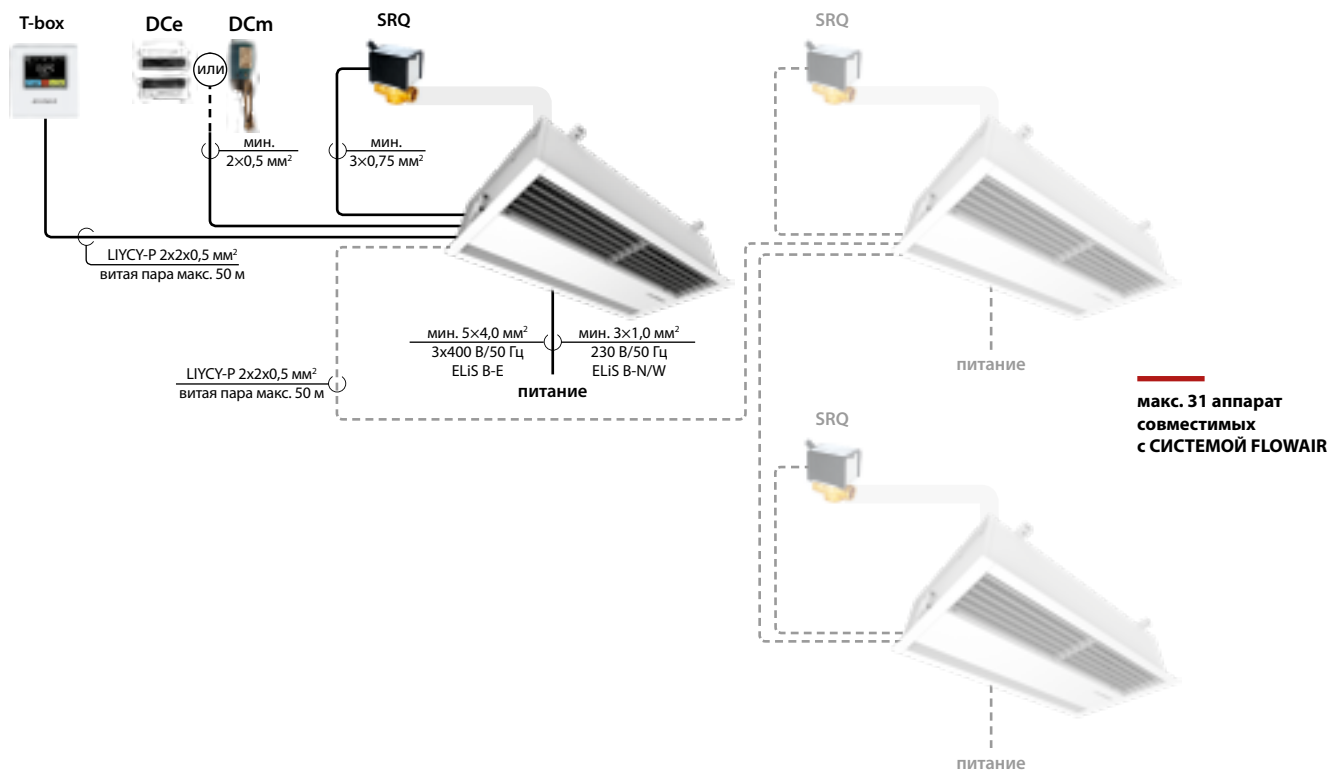 T-box
DCe
DCm
SRQ
SRQ
или
мин.
2×0,5 мм²
мин.
3×0,75 мм²
LIYCY-P 2x2x0,5 мм²
витая пара макс. 50 м
мин. 5×4,0 мм²
3x400 В/50 Гц
ELiS B-E
мин. 3×1,0 мм²
230 В/50 Гц
ELiS B-N/W
питание
питание
LIYCY-P 2x2x0,5 мм²
витая пара макс. 50 м
макс. 31 аппарат
совместимых
с СИСТЕМОЙ FLOWAIR
SRQ
питание